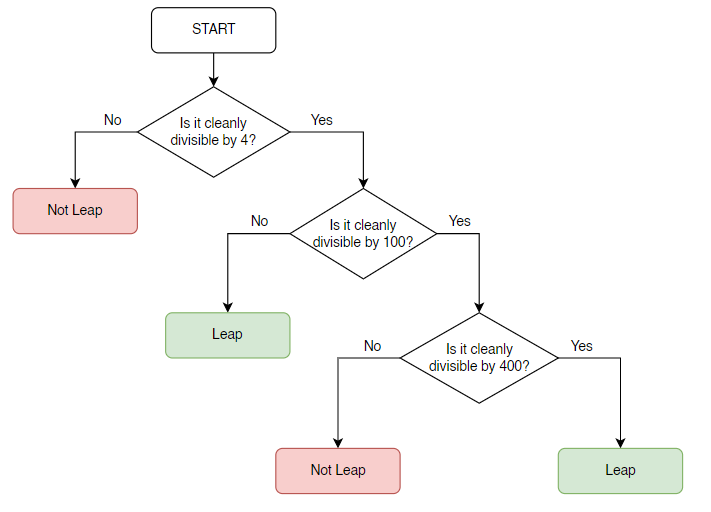 START
No
Is it cleanly
divisible by 4?
Yes
Not Leap
No
Is it cleanly
divisible by 100?
Yes
Leap
No
Is it cleanly
divisible by 400?
Yes
Not Leap
Leap